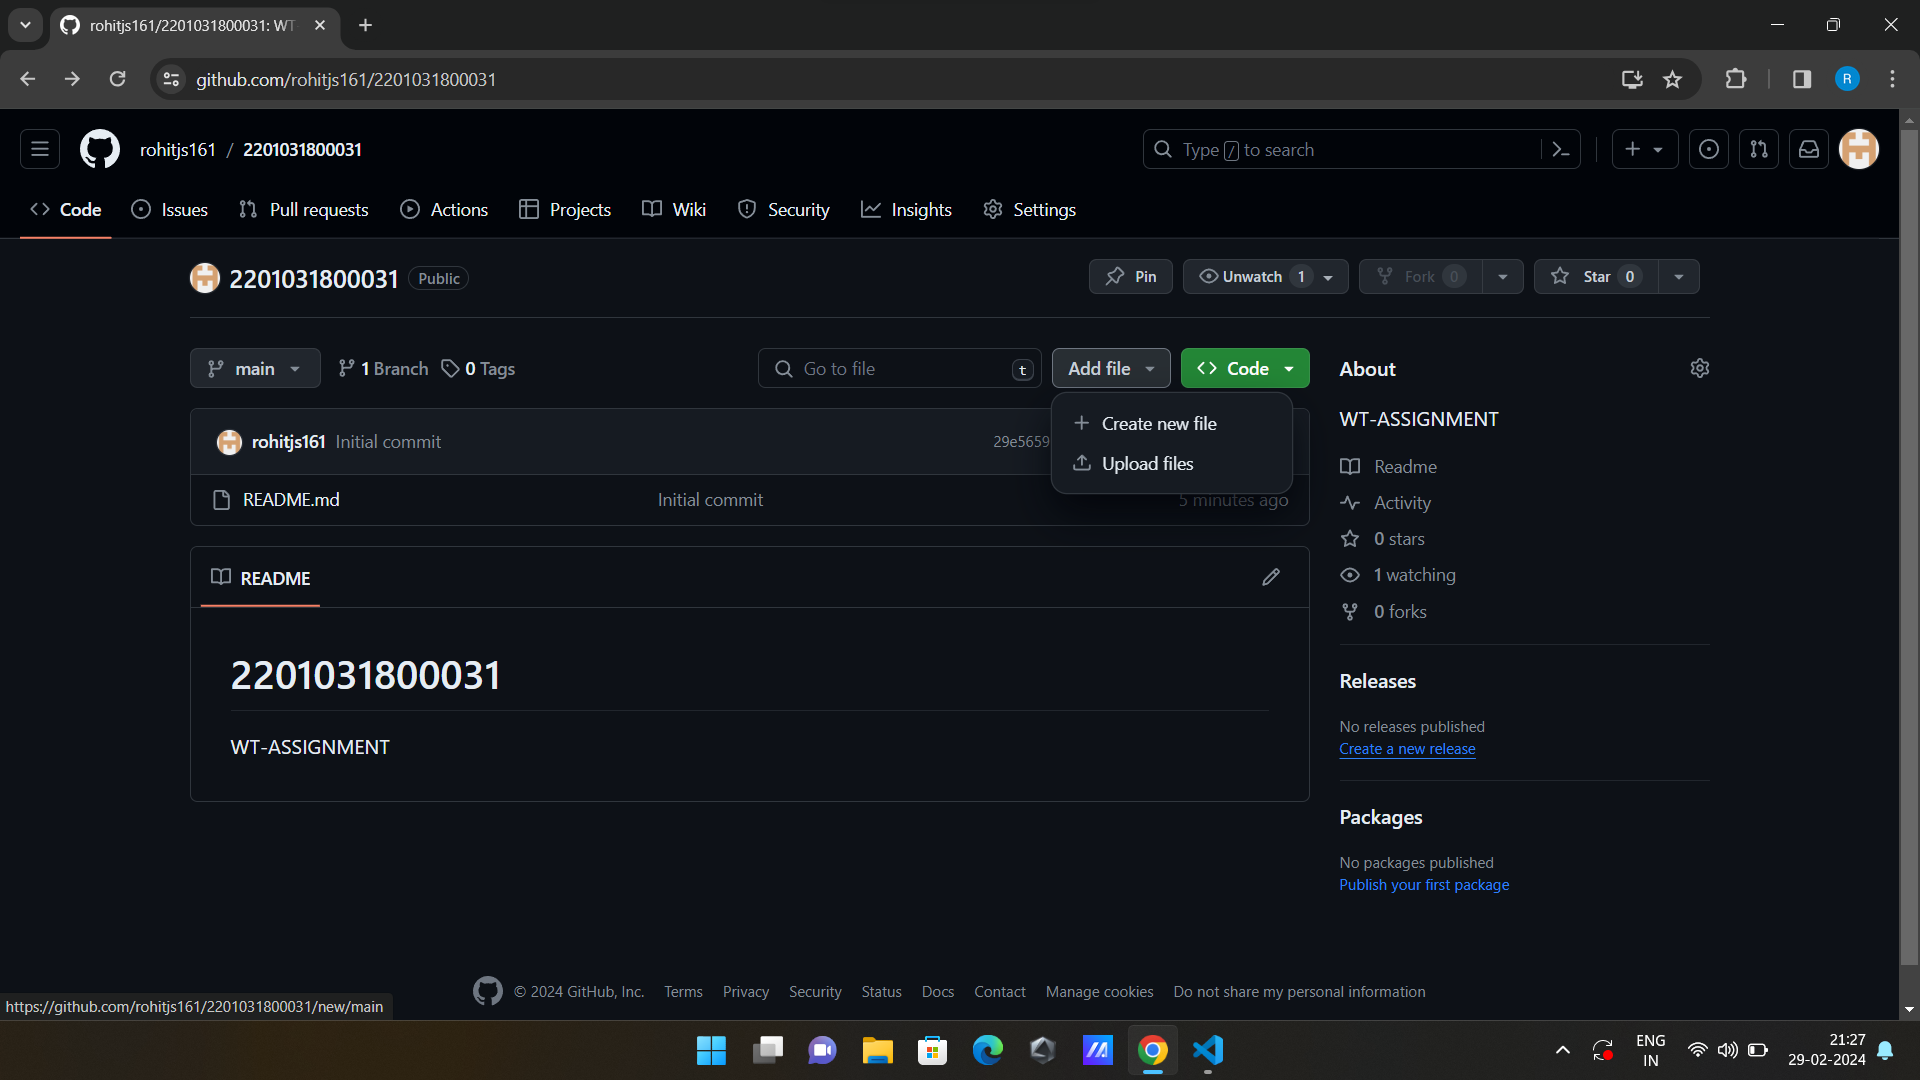 rohitjs161/2201031800031: WT-
github.com/rohitjs161/2201031800031
R
rohitjs161 / 2201031800031
Type / to search
Code
Issues
Pull requests
Actions
Projects
Wiki
Security
Insights
Settings
2201031800031 Public
Pin
Unwatch 1
Fork 0
Star 0
main
1 Branch
0 Tags
Go to file t
Add file
Code
Create new file
Upload files
rohitjs161 Initial commit 29e5659
README.md Initial commit 5 minutes ago
README
2201031800031
WT-ASSIGNMENT
About
WT-ASSIGNMENT
Readme
Activity
0 stars
1 watching
0 forks
Releases
No releases published
Create a new release
Packages
No packages published
Publish your first package
© 2024 GitHub, Inc. Terms Privacy Security Status Docs Contact Manage cookies Do not share my personal information
https://github.com/rohitjs161/2201031800031/new/main
ENG
IN
21:27
29-02-2024